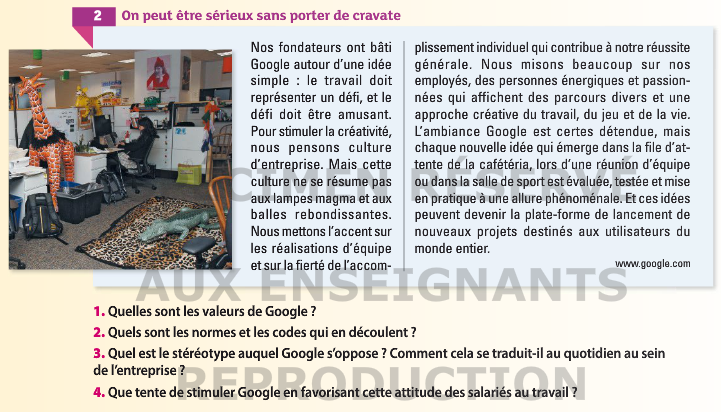 2 On peut être sérieux sans porter de cravate
Nos fondateurs ont bâti
Google autour d'une idée
simple : le travail doit
représenter un défi, et le
défi doit être amusant.
Pour stimuler la créativité,
nous pensons culture
d'entreprise. Mais cette
culture ne se résume pas
aux lampes magma et aux
balles rebondissantes.
Nous mettons l'accent sur
les réalisations d'équipe
et sur la fierté de l'accom-
plissement individuel qui contribue à notre réussite
générale. Nous misons beaucoup sur nos
employés, des personnes énergiques et passion-
nées qui affichent des parcours divers et une
approche créative du travail, du jeu et de la vie.
L'ambiance Google est certes détendue, mais
chaque nouvelle idée qui émerge dans la file d'at-
tente de la cafétéria, lors d'une réunion d'équipe
ou dans la salle de sport est évaluée, testée et mise
en pratique à une allure phénoménale. Et ces idées
peuvent devenir la plate-forme de lancement de
nouveaux projets destinés aux utilisateurs du
monde entier.
www.google.com
1. Quelles sont les valeurs de Google ?
2. Quels sont les normes et les codes qui en découlent ?
3. Quel est le stéréotype auquel Google s'oppose ? Comment cela se traduit-il au quotidien au sein
de l'entreprise ?
4. Que tente de stimuler Google en favorisant cette attitude des salariés au travail ?
CIMEN RÉSERVÉ
AUX ENSEIGNANTS
REPRODUCTION